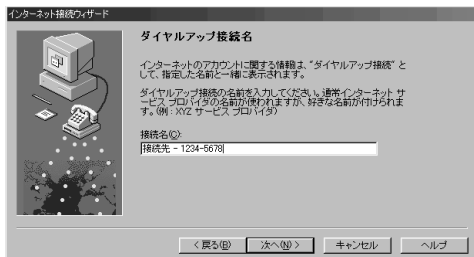 インターネット接続ウィザード
ダイヤルアップ接続名
インターネットのアカウントに関する情報は、"ダイヤルアップ接続" と
して、指定した名前と一緒に表示されます。
ダイヤルアップ接続の名前を入力してください。通常インターネット サ
ービス プロバイダの名前が使われますが、好きな名前が付けられま
す。(例 : XYZ サービス プロバイダ)
接続名(C):
接続先 - 1234-5678
< 戻る(B)
次へ(N) >
キャンセル
ヘルプ